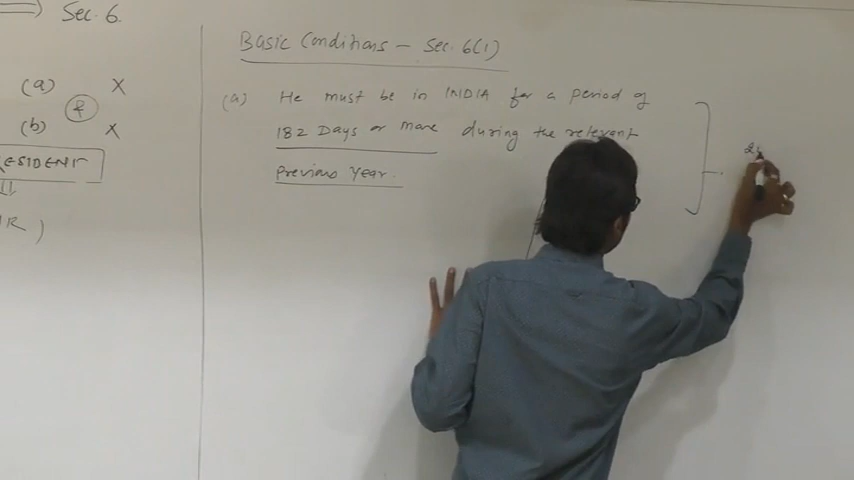 Sec. 6.
(a) X
&
(b) X
ESIDENT
R )
Basic Conditions – Sec. 6(1)
(a) He must be in INDIA for a period of
182 Days or more during the relevant
previous year.